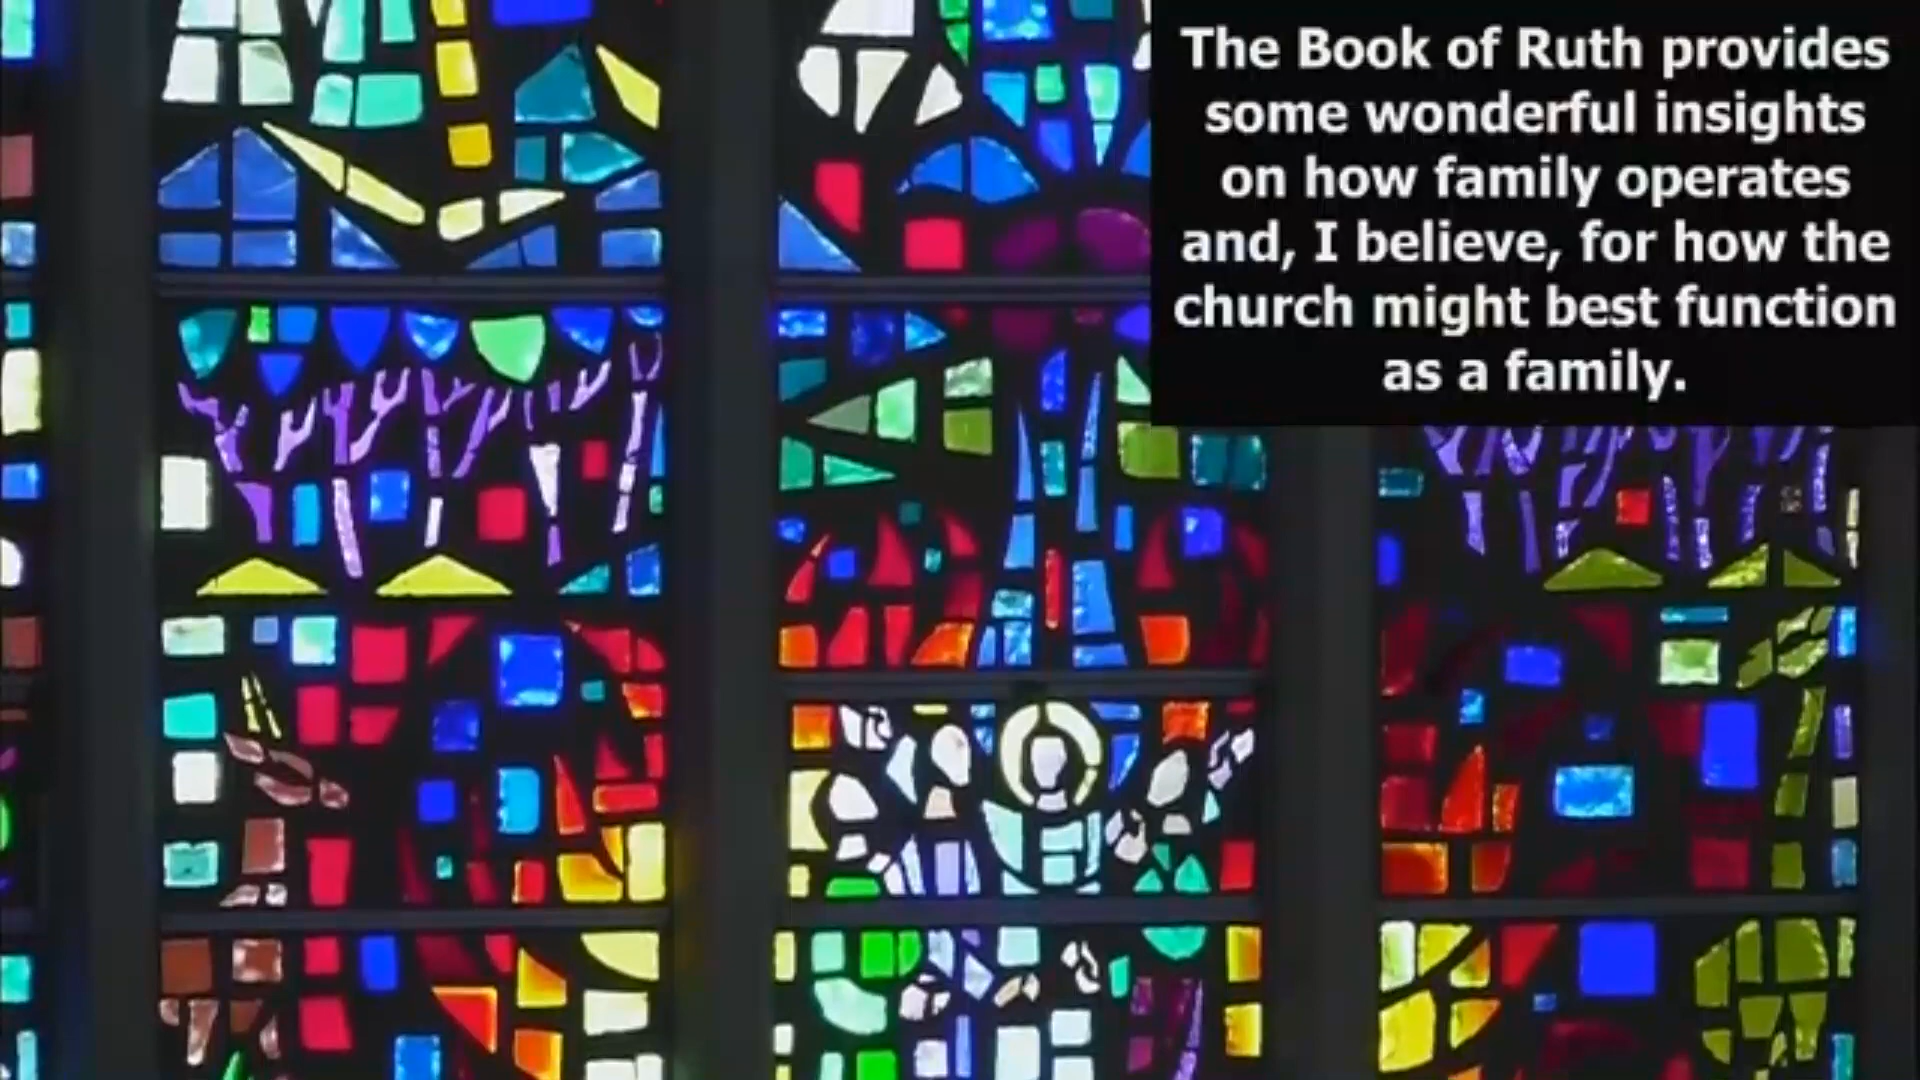 The Book of Ruth provides
some wonderful insights
on how family operates
and, I believe, for how the
church might best function
as a family.